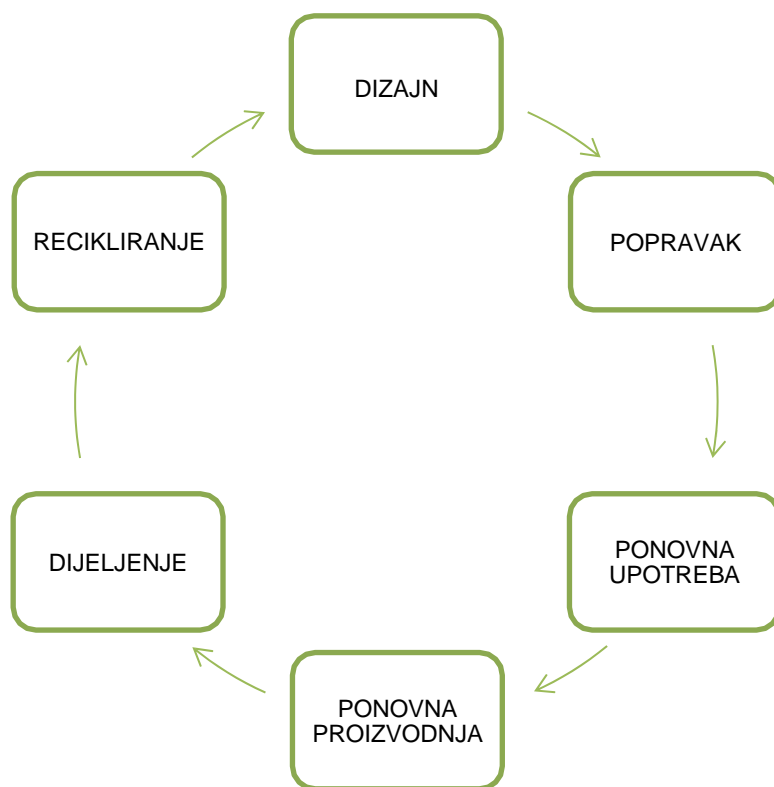 DIZAJN
POPRAVAK
PONOVNA
UPOTREBA
PONOVNA
PROIZVODNJA
DIJELJENJE
RECIKLIRANJE